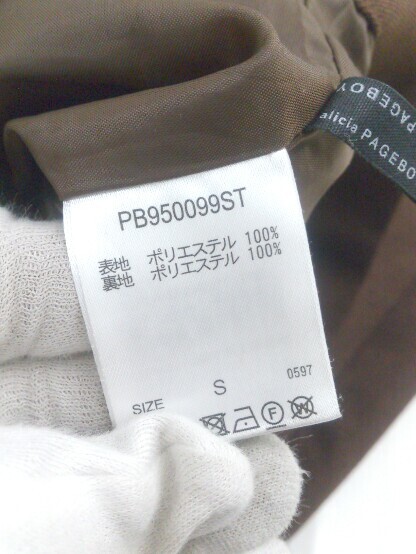 PAGEBOY
alicia PAGEBO
PB950099ST
表地 ポリエステル 100%
裏地 ポリエステル 100%
SIZE S 0597
F W